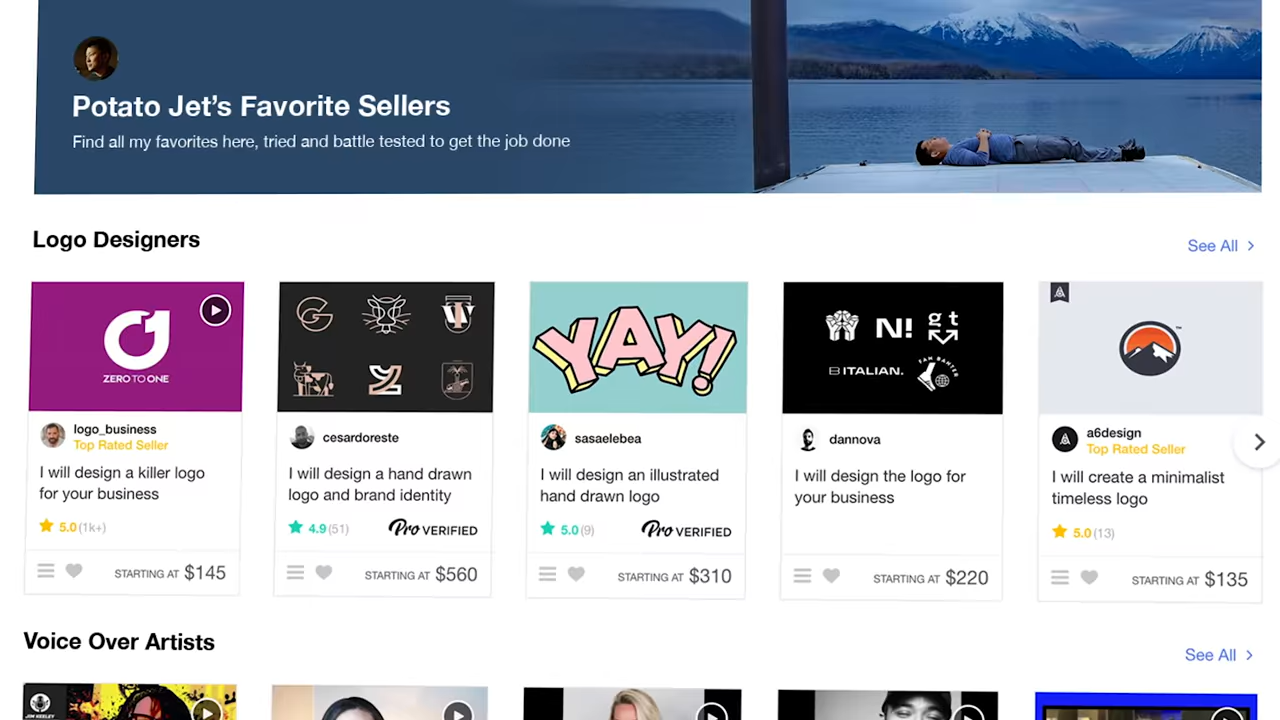 Potato Jet's Favorite Sellers
Find all my favorites here, tried and battle tested to get the job done
Logo Designers
See All
ZERO TO ONE
YAY!
N!
g t
B ITALIAN.
FAM BANTER
logo_business
Top Rated Seller
I will design a killer logo
for your business
5.0 (1k+)
STARTING AT $145
cesardoreste
I will design a hand drawn
logo and brand identity
4.9 (51)
Pro VERIFIED
STARTING AT $560
sasaelebea
I will design an illustrated
hand drawn logo
5.0 (9)
Pro VERIFIED
STARTING AT $310
dannova
I will design the logo for
your business
STARTING AT $220
a6design
Top Rated Seller
I will create a minimalist
timeless logo
5.0 (13)
STARTING AT $135
Voice Over Artists
See All
JIM KEELEY